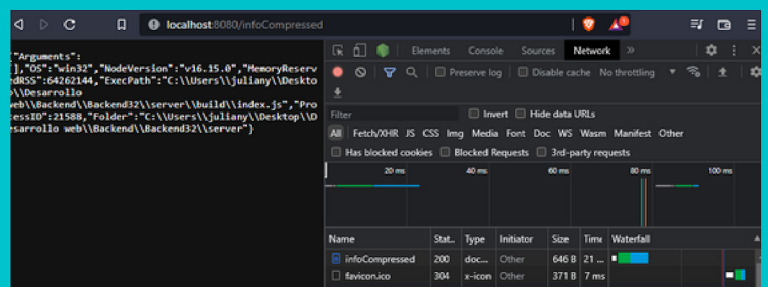 localhost:8080/infoCompressed
"Arguments":
[],"OS":"win32","NodeVersion":"v16.15.0","MemoryReserv
edRSS":64262144,"ExecPath":"C:\\Users\\juliany\\Deskto
p\\Desarrollo
web\\Backend\\Backend32\\server\\build\\index.js","Pro
cessID":21588,"Folder":"C:\\Users\\juliany\\Desktop\\D
esarrollo web\\Backend\\Backend32\\server"}
Elements Console Sources Network »
Preserve log Disable cache No throttling
Filter Invert Hide data URLs
All Fetch/XHR JS CSS Img Media Font Doc WS Wasm Manifest Other
Has blocked cookies Blocked Requests 3rd-party requests
20 ms 40 ms 60 ms 80 ms 100 ms
Name Stat.. Type Initiator Size Time Waterfall
infoCompressed 200 doc... Other 646 B 21 ...
favicon.ico 304 x-icon Other 371 B 7 ms